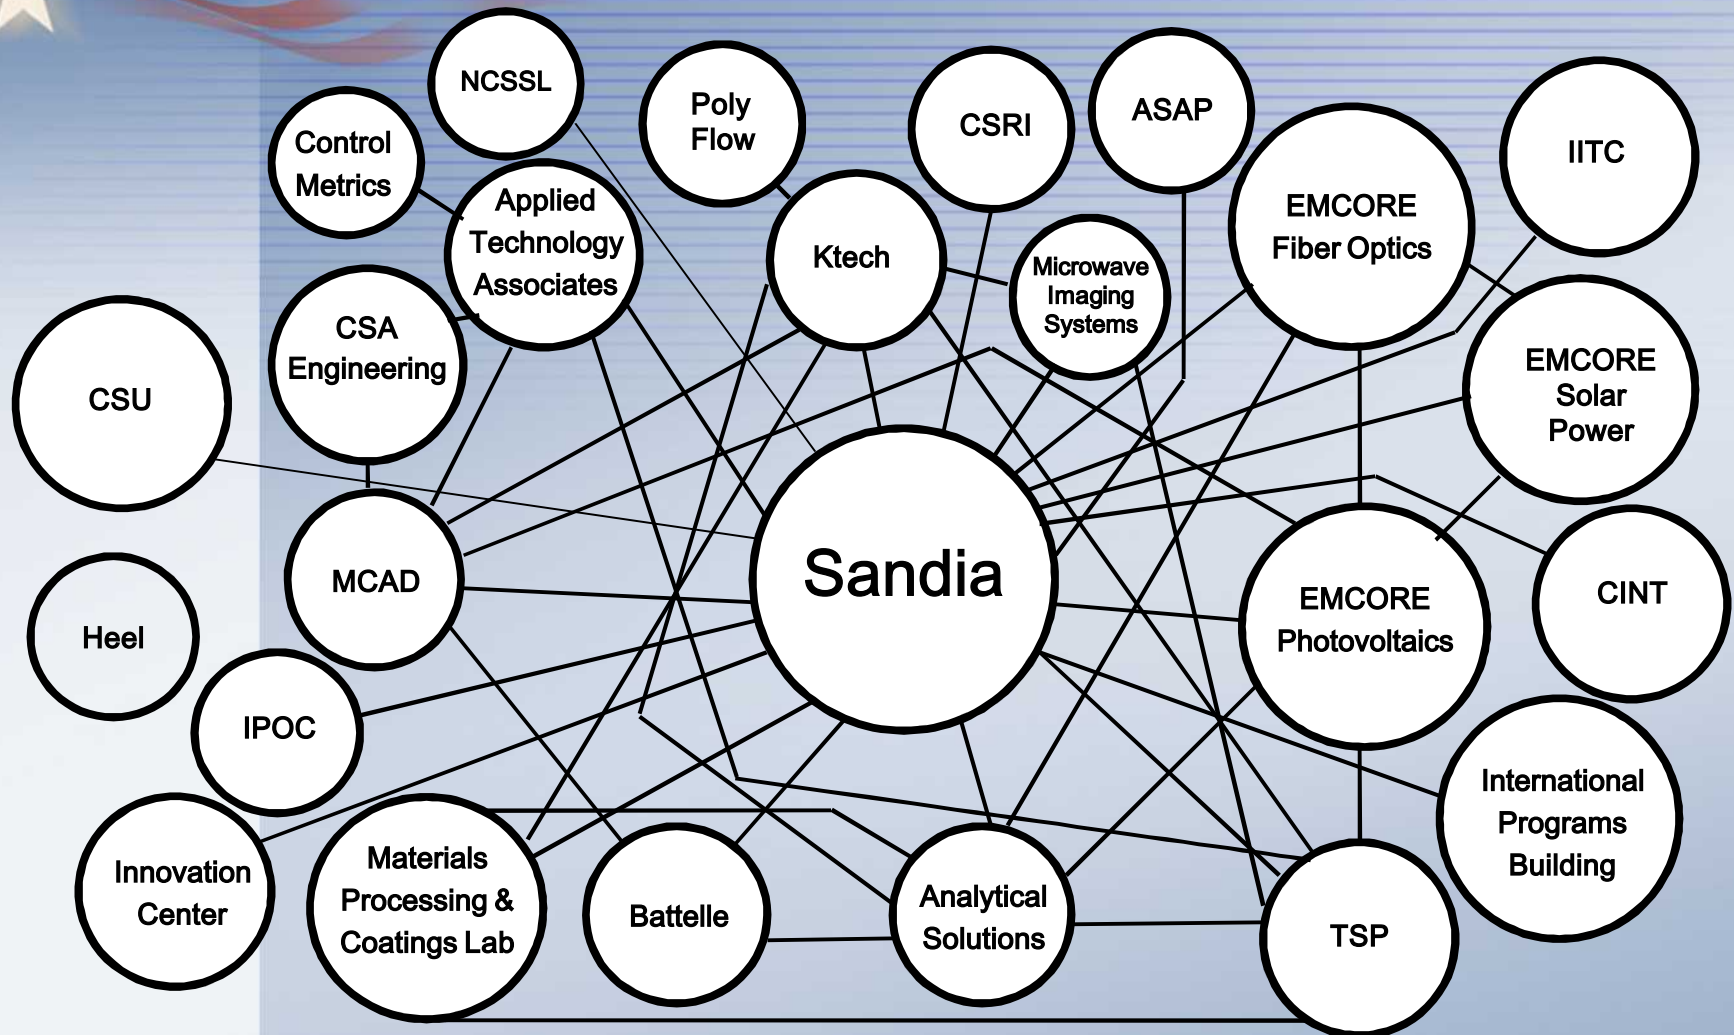 NCSSL
Poly
Flow
CSRI
ASAP
IITC
Control
Metrics
Applied
Technology
Associates
Ktech
Microwave
Imaging
Systems
EMCORE
Fiber Optics
CSU
CSA
Engineering
EMCORE
Solar
Power
MCAD
Sandia
EMCORE
Photovoltaics
CINT
Heel
IPOC
International
Programs
Building
Innovation
Center
Materials
Processing &
Coatings Lab
Battelle
Analytical
Solutions
TSP